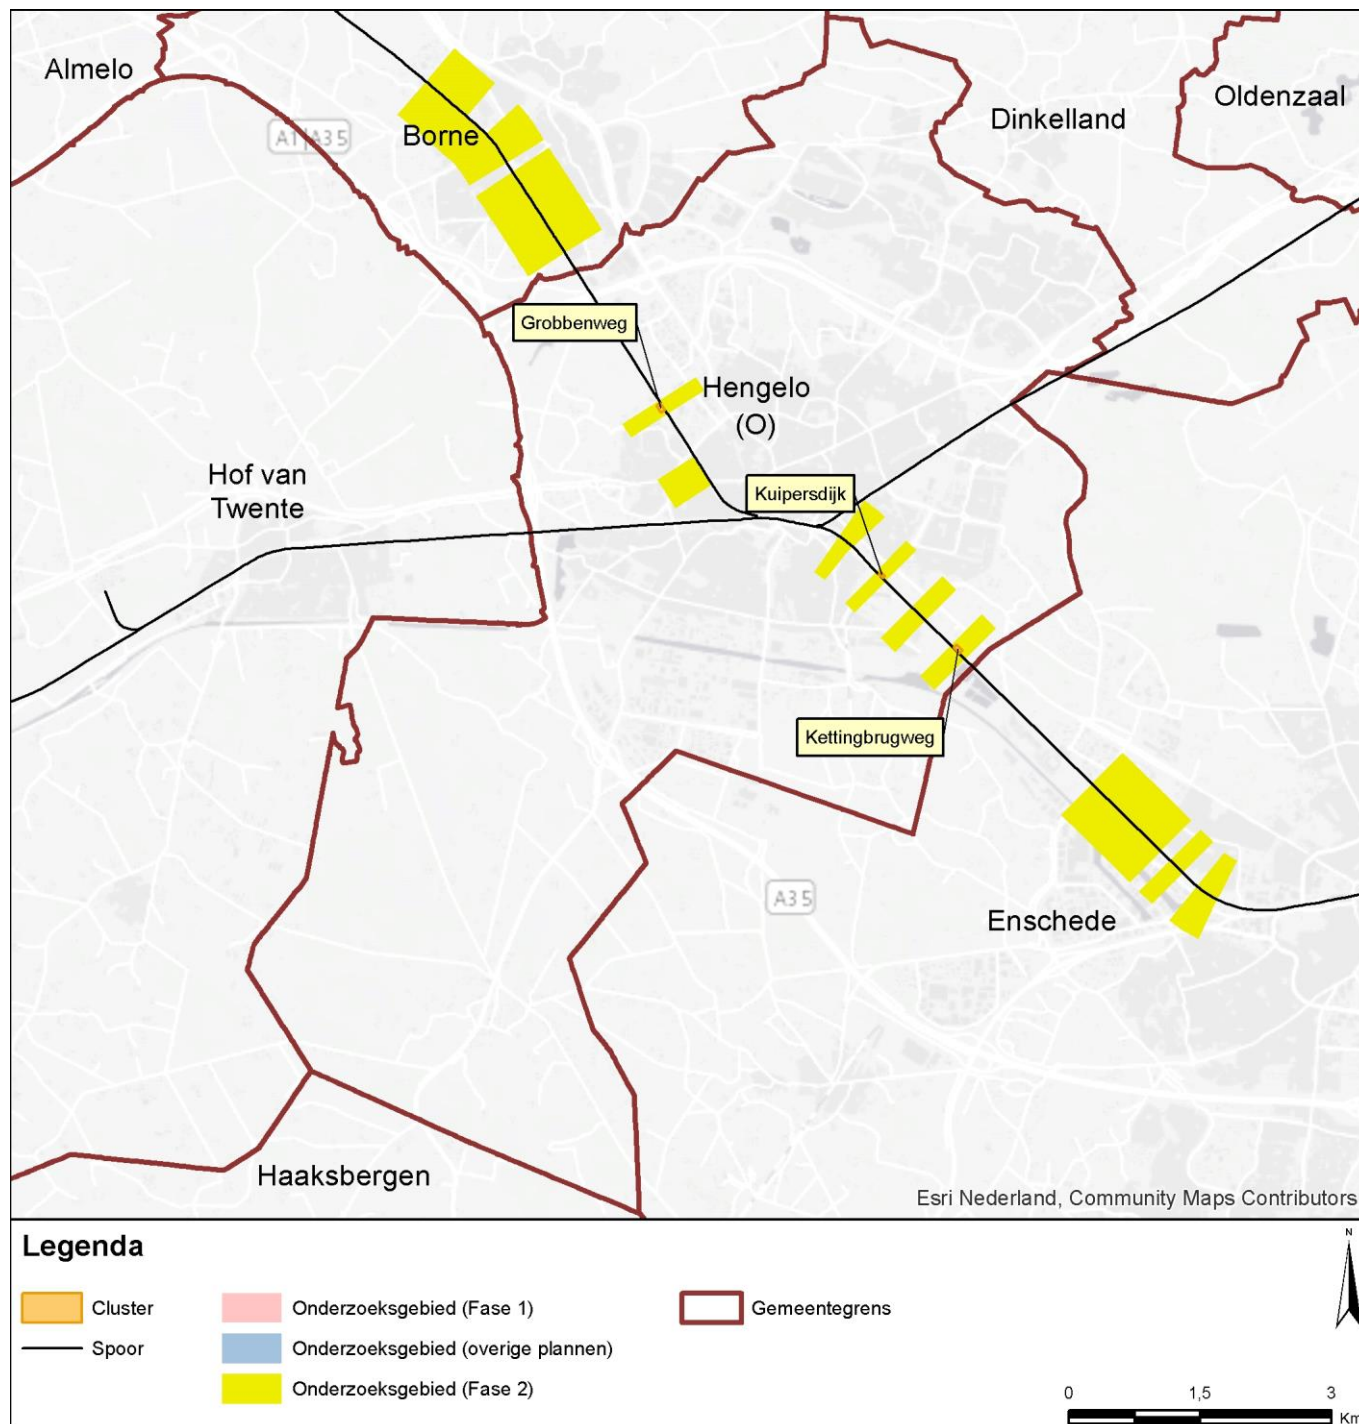 Almelo
A1|A35
Borne
Dinkelland
Oldenzaal
Grobbenweg
Hengelo
(O)
Hof van
Twente
Kuipersdijk
Kettingbrugweg
A35
Enschede
Haaksbergen
Esri Nederland, Community Maps Contributors
Legenda
N
Cluster
Onderzoeksgebied (Fase 1)
Gemeentegrens
Spoor
Onderzoeksgebied (overige plannen)
Onderzoeksgebied (Fase 2)
0 1,5 3
Km